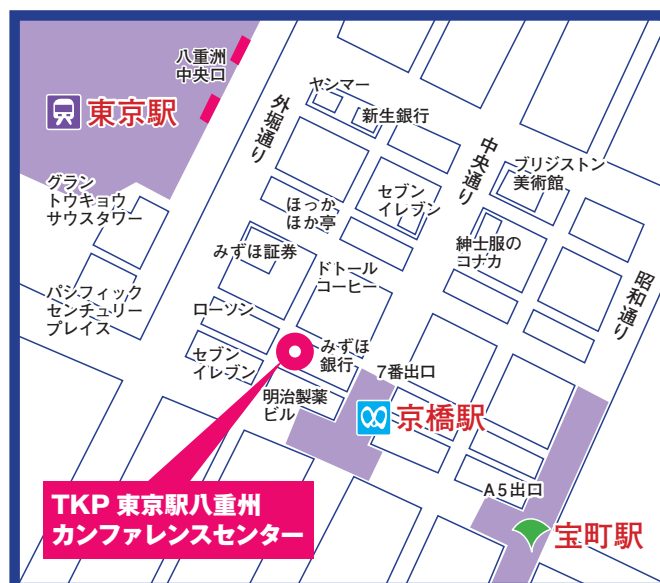 八重洲
中央口
東京駅
外堀通り
ヤシマー
新生銀行
中央通り
ブリジストン
美術館
グラン
トウキョウ
サウスタワー
ほっか
ほか亭
セブン
イレブン
紳士服の
コナカ
みずほ証券
ドトール
コーヒー
昭和通り
パシフィック
センチュリー
プレイス
ローソン
セブン
イレブン
みずほ
銀行
7番出口
明治製薬
ビル
京橋駅
A5出口
宝町駅
TKP 東京駅八重州
カンファレンスセンター